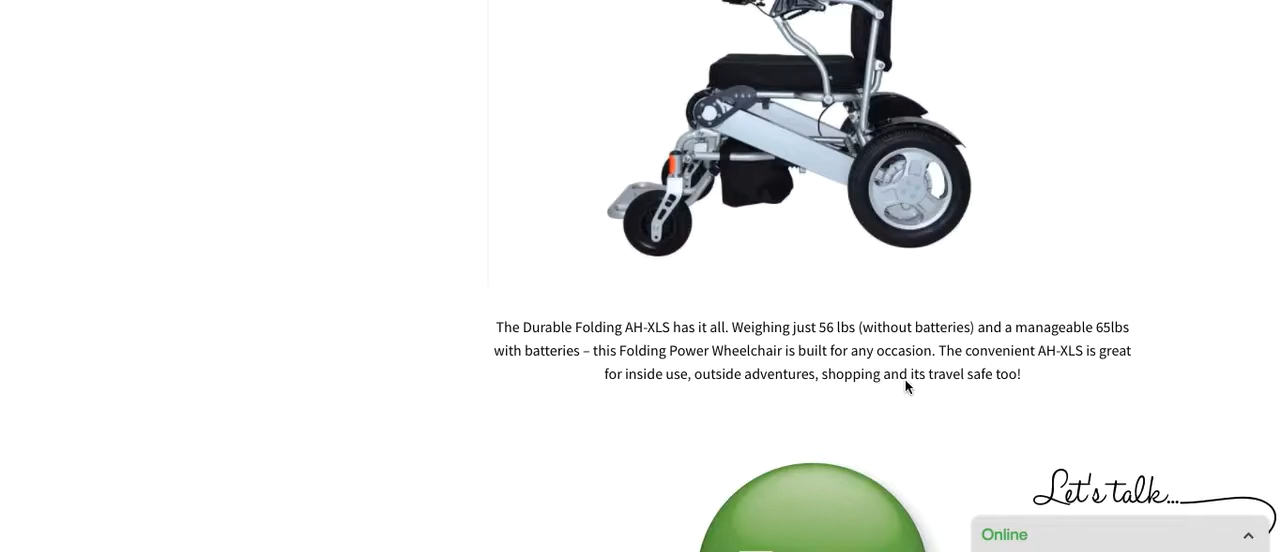 The Durable Folding AH-XLS has it all. Weighing just 56 lbs (without batteries) and a manageable 65lbs
with batteries – this Folding Power Wheelchair is built for any occasion. The convenient AH-XLS is great
for inside use, outside adventures, shopping and its travel safe too!
Let's talk...
Online